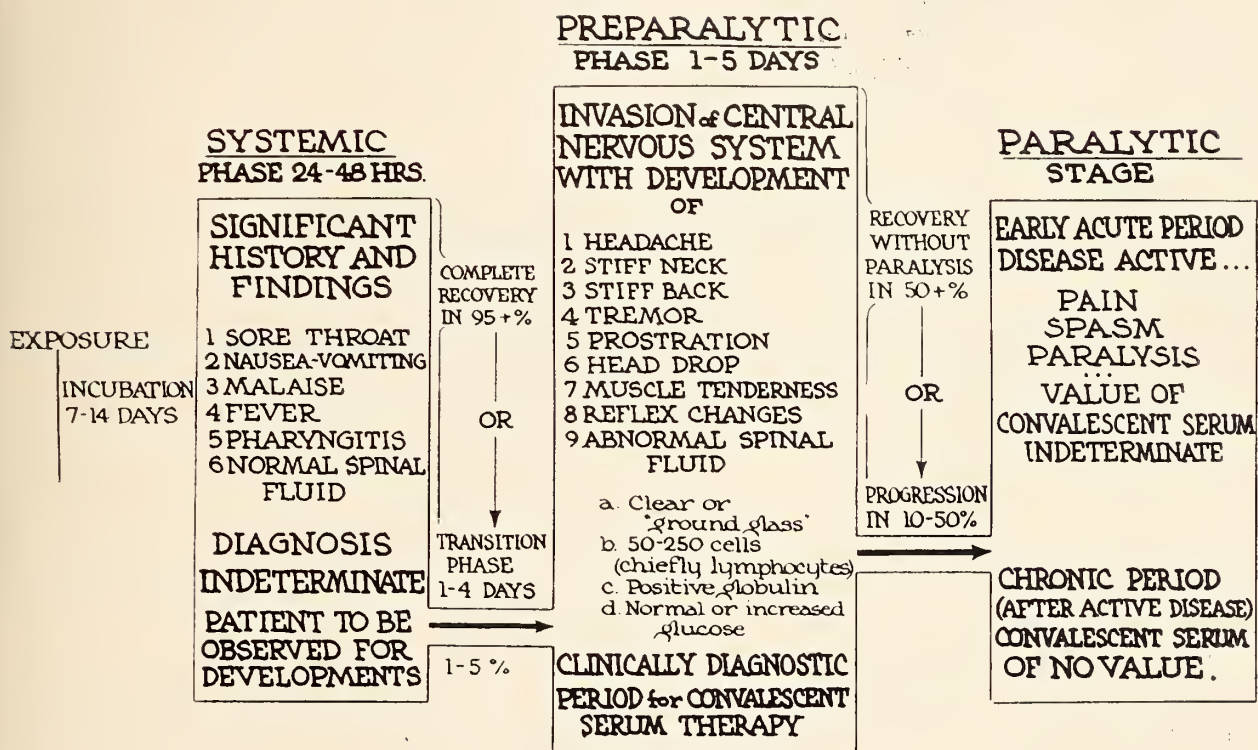 EXPOSURE
INCUBATION
7-14 DAYS
SYSTEMIC
PHASE 24-48 HRS.
SIGNIFICANT
HISTORY AND
FINDINGS
1 SORE THROAT
2 NAUSEA-VOMITING
3 MALAISE
4 FEVER
5 PHARYNGITIS
6 NORMAL SPINAL
FLUID
DIAGNOSIS
INDETERMINATE
PATIENT TO BE
OBSERVED FOR
DEVELOPMENTS
COMPLETE
RECOVERY
IN 95+%
OR
TRANSITION
PHASE
1-4 DAYS
1-5 %
PREPARALYTIC
PHASE 1-5 DAYS
INVASION of CENTRAL
NERVOUS SYSTEM
WITH DEVELOPMENT
OF
1 HEADACHE
2 STIFF NECK
3 STIFF BACK
4 TREMOR
5 PROSTRATION
6 HEAD DROP
7 MUSCLE TENDERNESS
8 REFLEX CHANGES
9 ABNORMAL SPINAL
FLUID
a. Clear or
"ground glass"
b. 50-250 cells
(chiefly lymphocytes)
c. Positive globulin
d. Normal or increased
glucose
CLINICALLY DIAGNOSTIC
PERIOD for CONVALESCENT
SERUM THERAPY
RECOVERY
WITHOUT
PARALYSIS
IN 50+%
OR
PROGRESSION
IN 10-50%
PARALYTIC
STAGE
EARLY ACUTE PERIOD
DISEASE ACTIVE...
PAIN
SPASM
PARALYSIS
...
VALUE OF
CONVALESCENT SERUM
INDETERMINATE
CHRONIC PERIOD
(AFTER ACTIVE DISEASE)
CONVALESCENT SERUM
OF NO VALUE.